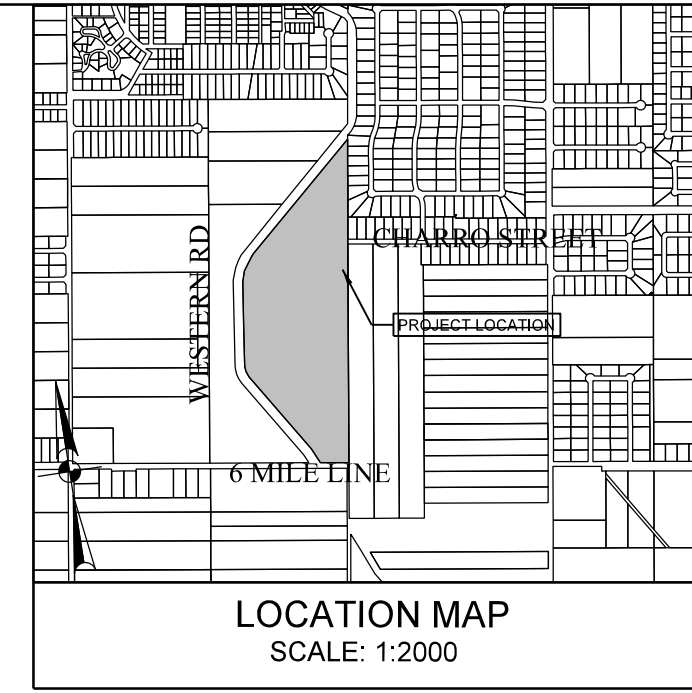 CHARRO STREET
WESTERN RD
PROJECT LOCATION
6 MILE LINE
LOCATION MAP
SCALE: 1:2000